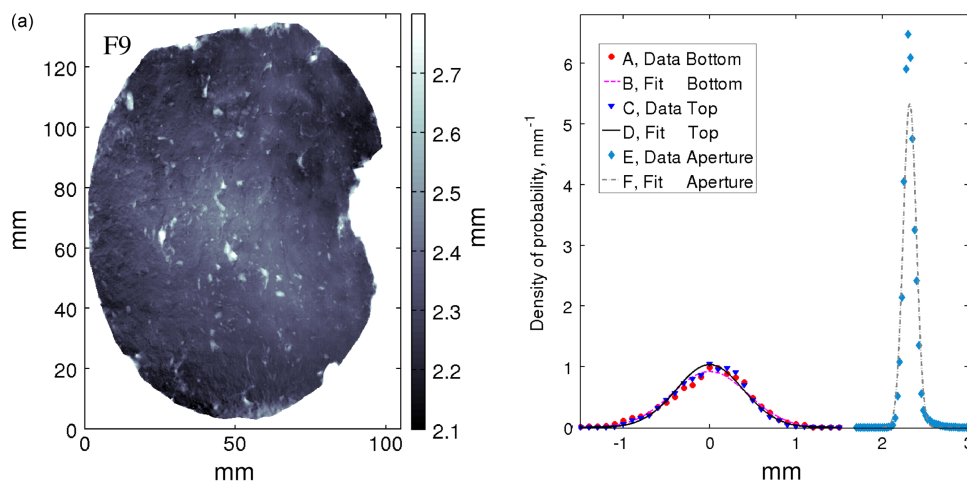 (a)
F9
120
100
80
60
40
20
0
mm
0
50
100
mm
2.7
2.6
2.5
2.4
2.3
2.2
2.1
mm
A, Data Bottom
B, Fit Bottom
C, Data Top
D, Fit Top
E, Data Aperture
F, Fit Aperture
Density of probability, mm⁻¹
6
5
4
3
2
1
0
-1
0
1
2
3
mm